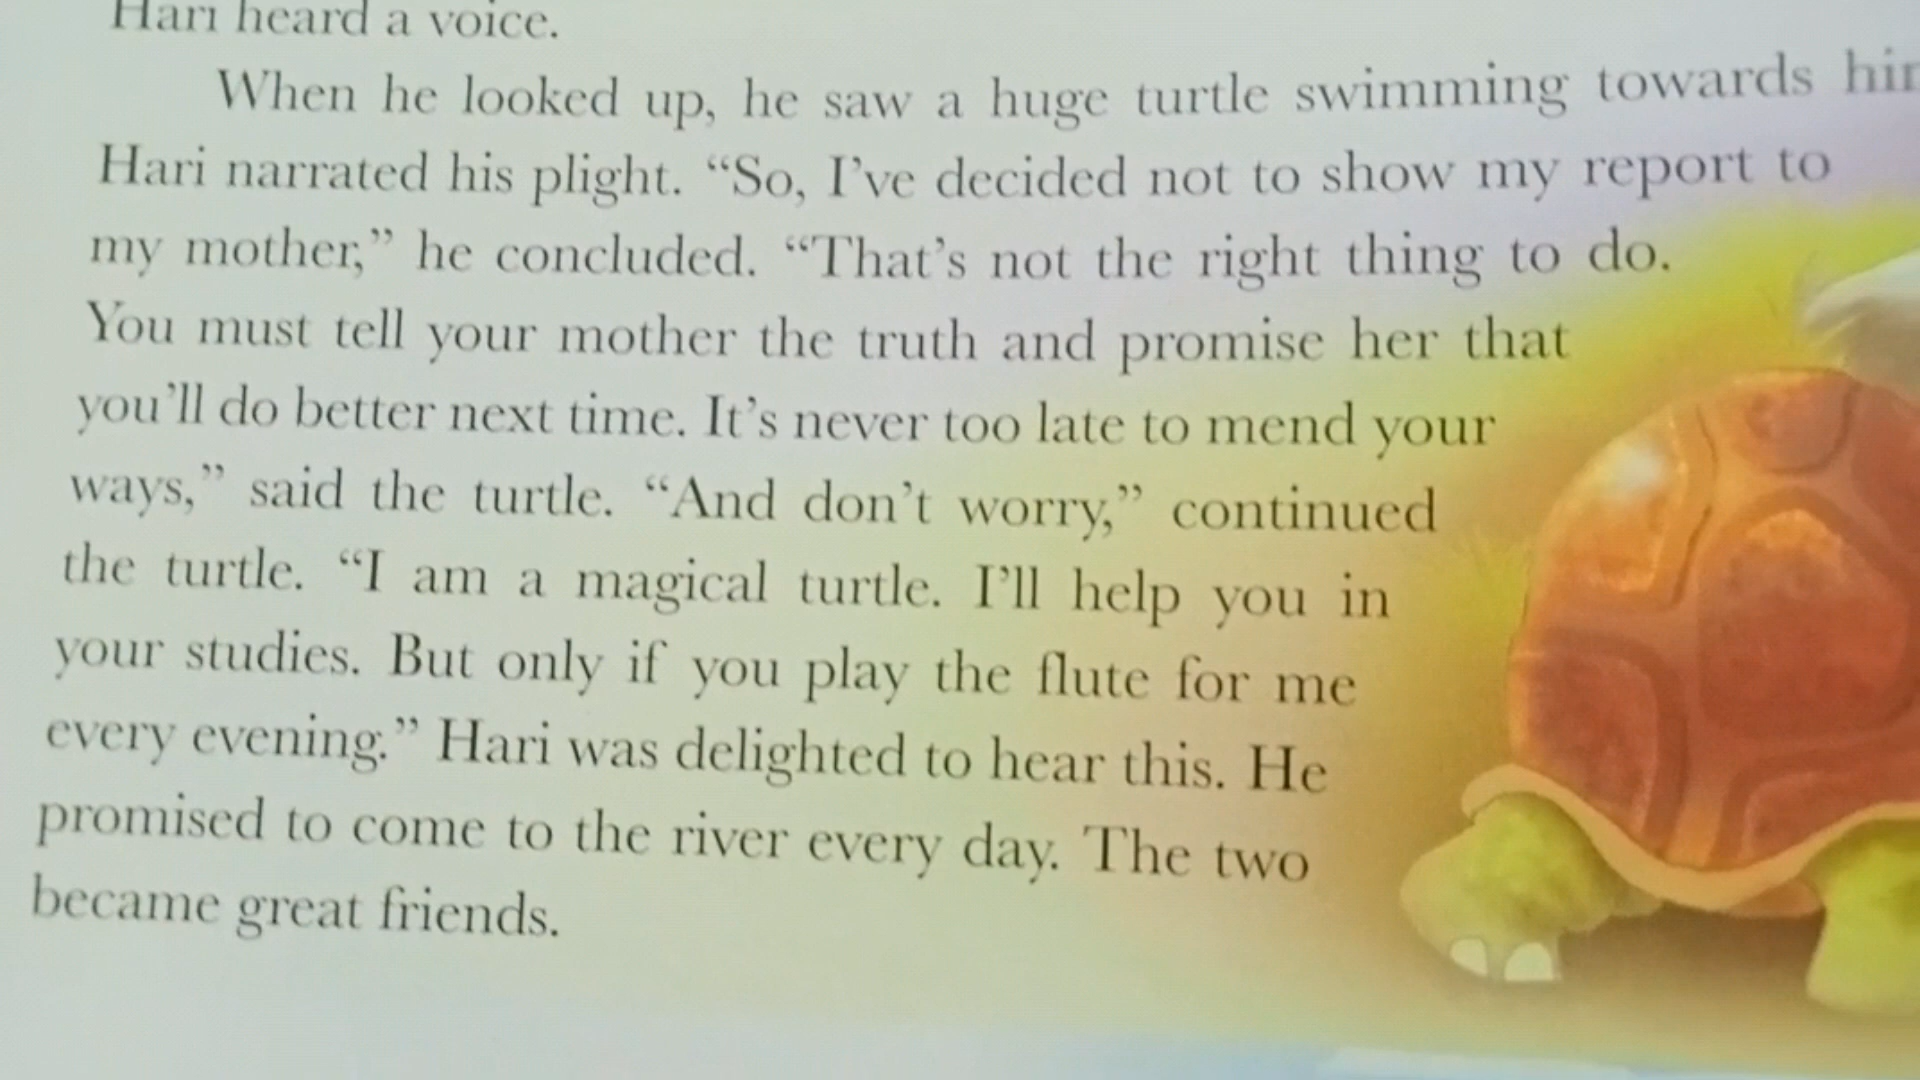 Hari heard a voice.
When he looked up, he saw a huge turtle swimming towards
Hari narrated his plight. “So, I’ve decided not to show my report to
my mother,” he concluded. “That’s not the right thing to do.
You must tell your mother the truth and promise her that
you’ll do better next time. It’s never too late to mend your
ways,” said the turtle. “And don’t worry,” continued
the turtle. “I am a magical turtle. I’ll help you in
your studies. But only if you play the flute for me
every evening.” Hari was delighted to hear this. He
promised to come to the river every day. The two
became great friends.